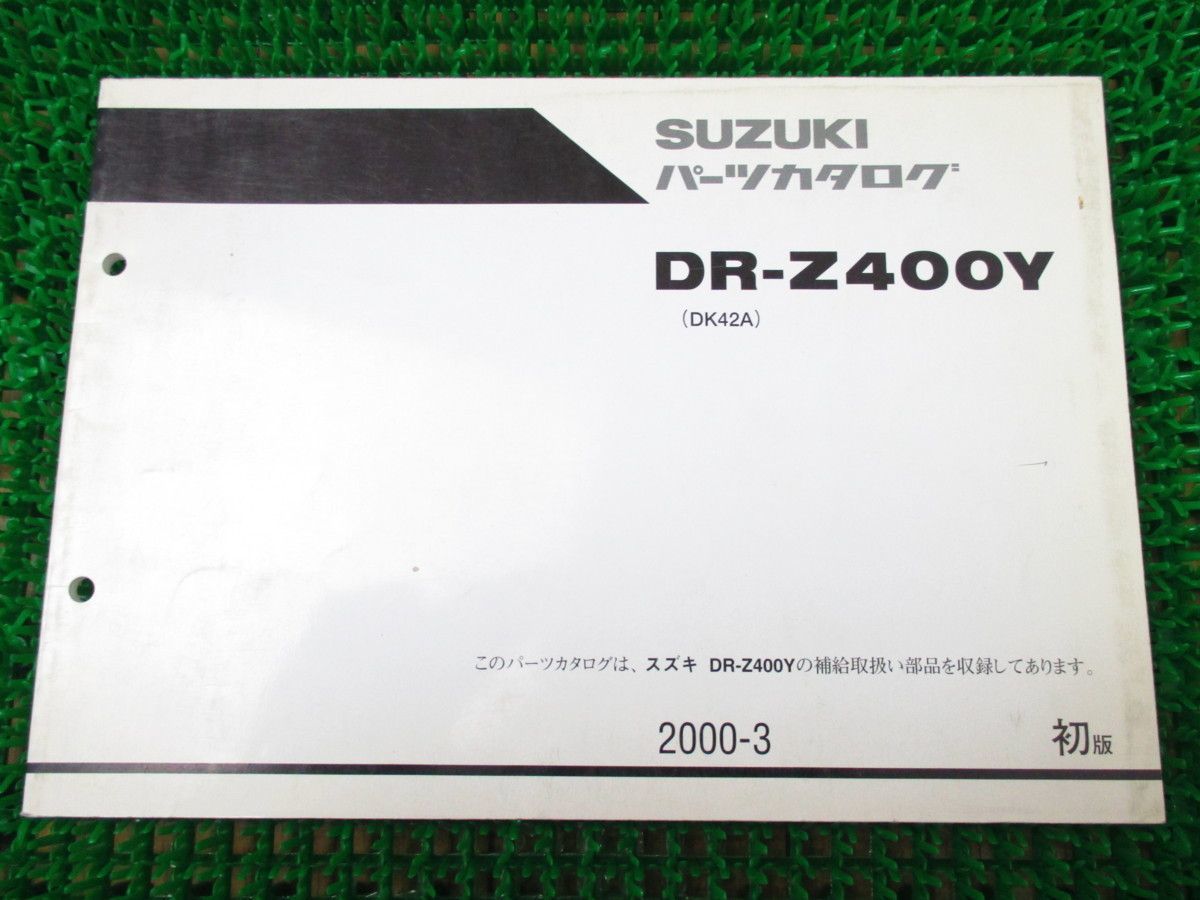 SUZUKI
パーツカタログ
DR-Z400Y
(DK42A)
このパーツカタログは、スズキ DR-Z400Yの補給取扱い部品を収録してあります。
2000-3 初版